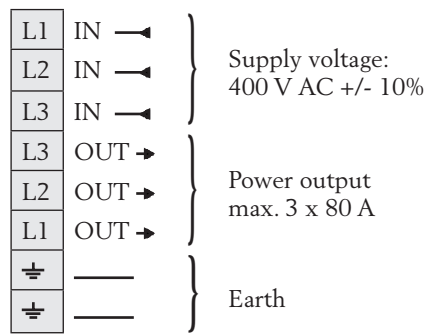 L1 IN
L2 IN
L3 IN
Supply voltage:
400 V AC +/- 10%
L3 OUT
L2 OUT
L1 OUT
Power output
max. 3 x 80 A
Earth